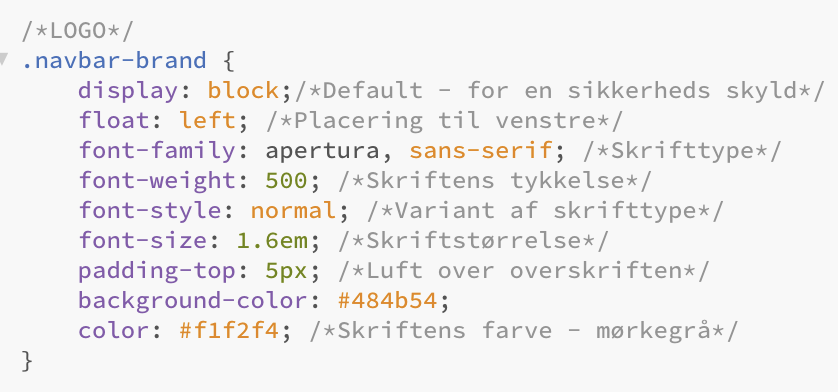 /*LOGO*/
.navbar-brand {
display: block;/*Default - for en sikkerheds skyld*/
float: left; /*Placering til venstre*/
font-family: apertura, sans-serif; /*Skrifttype*/
font-weight: 500; /*Skriftens tykkelse*/
font-style: normal; /*Variant af skrifttype*/
font-size: 1.6em; /*Skriftstørrelse*/
padding-top: 5px; /*Luft over overskriften*/
background-color: #484b54;
color: #f1f2f4; /*Skriftens farve - mørkegrå*/
}